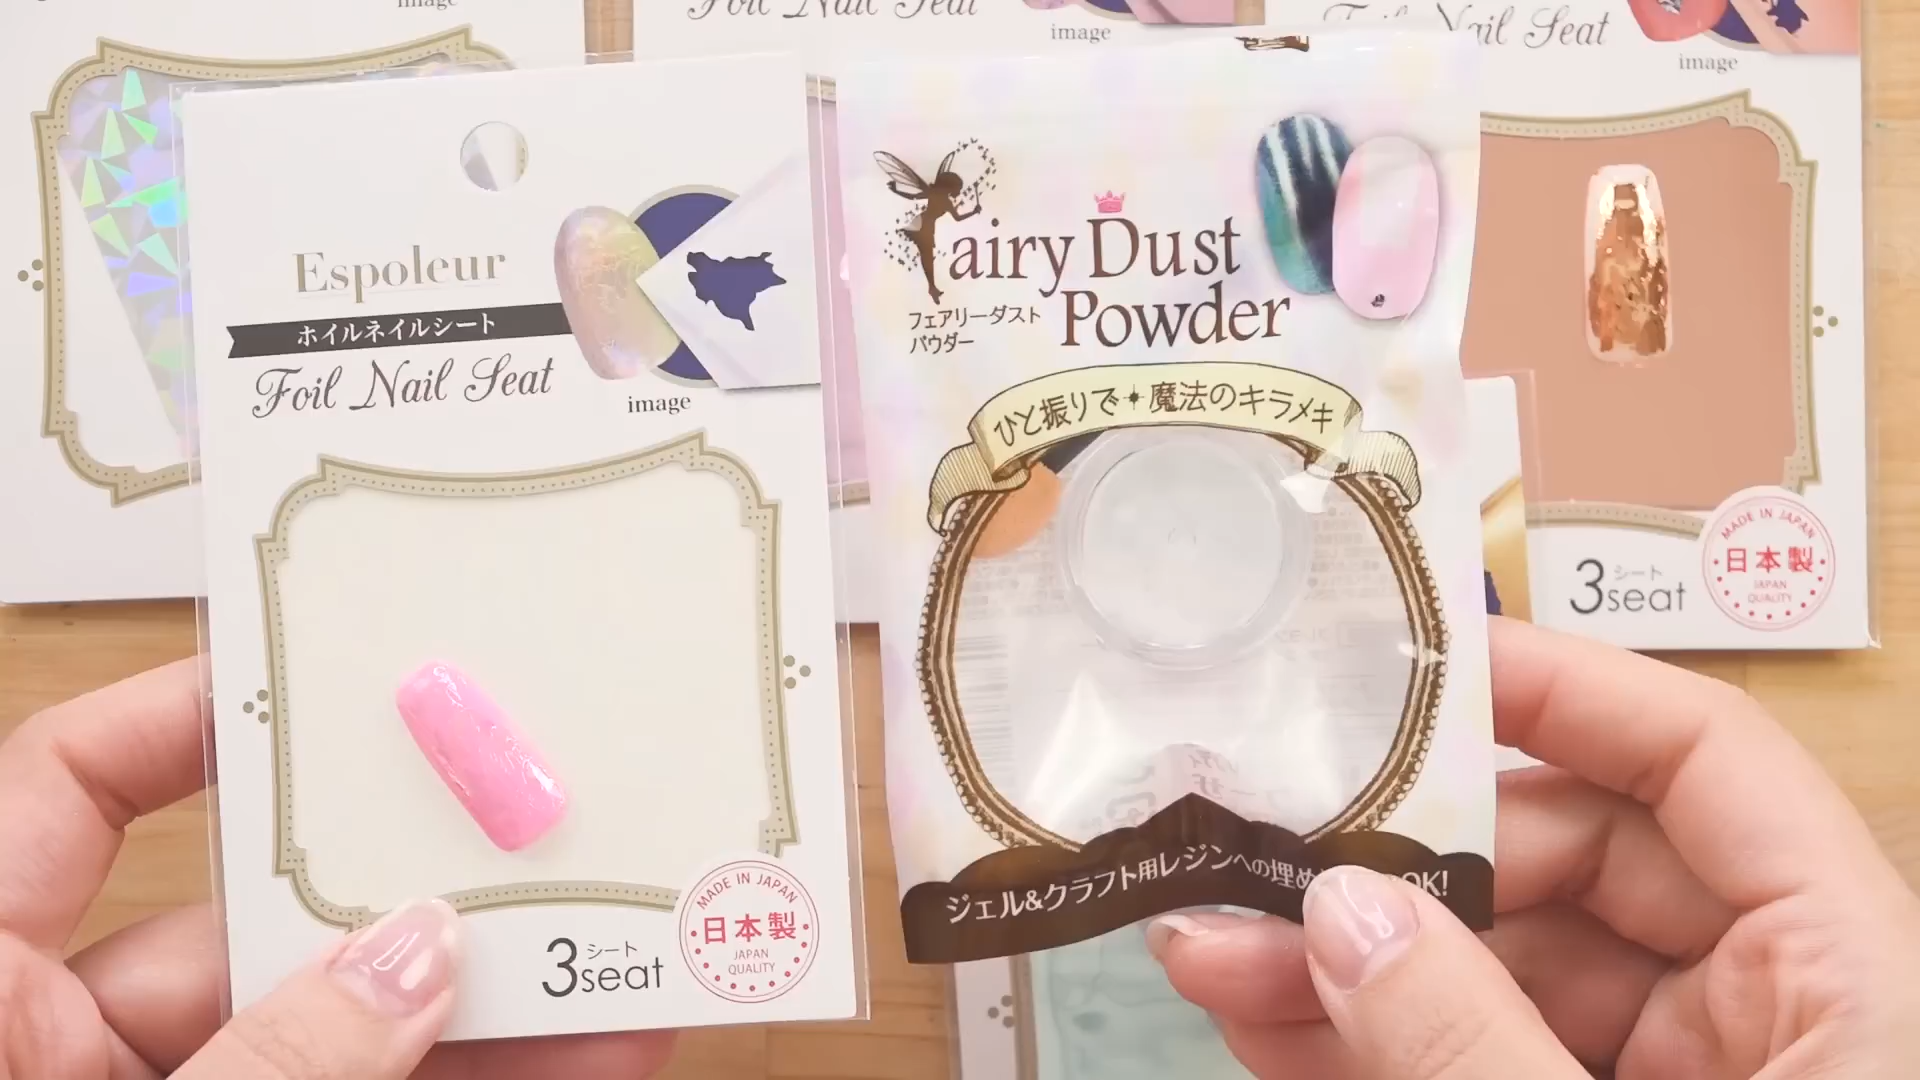 image
Foil Nail Seat
image
Foil Nail Seat
image
Espoleur
ホイルネイルシート
Foil Nail Seat
image
MADE IN JAPAN
日本製
JAPAN
QUALITY
3シート
seat
Fairy Dust
Powder
フェアリーダスト
パウダー
ひと振りで✦魔法のキラメキ
ジェル&クラフト用レジンへの埋め
OK!
MADE IN JAPAN
日本製
JAPAN
QUALITY
3シート
seat